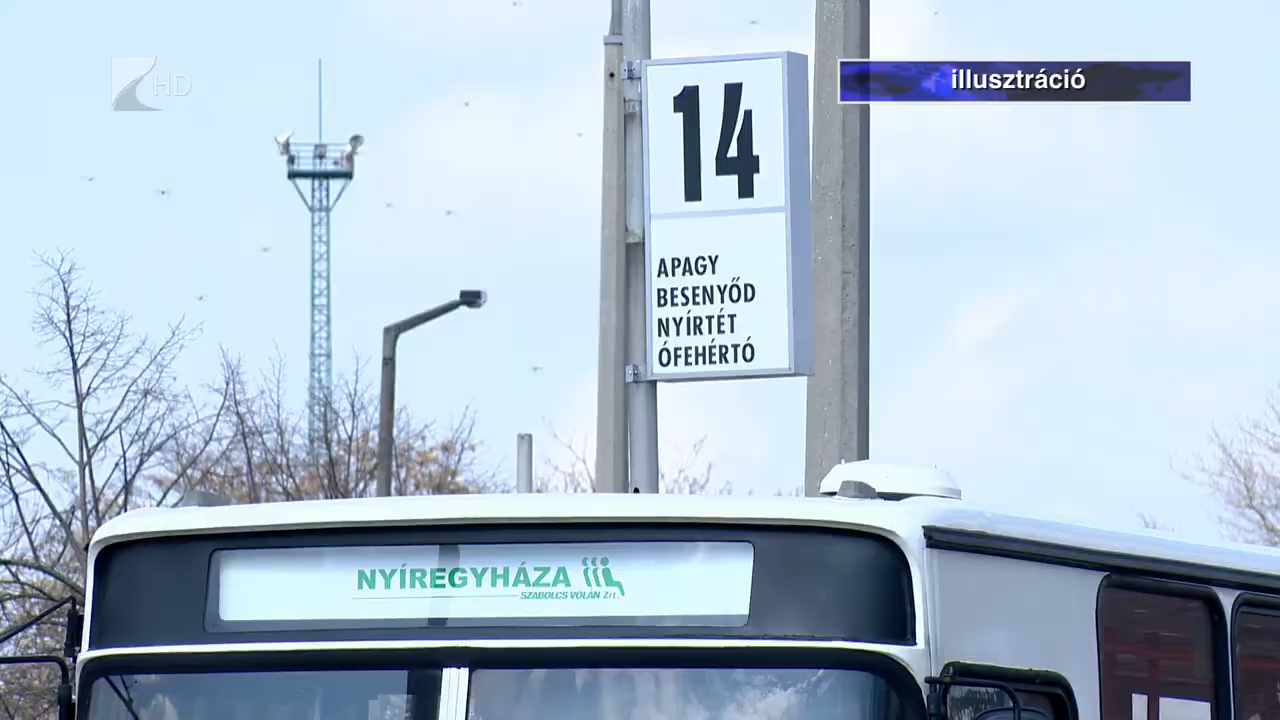 HD
illusztráció
14
APAGY
BESENYŐD
NYÍRTÉT
ÓFEHÉRTÓ
NYÍREGYHÁZA
SZABOLCS VOLÁN Zrt.